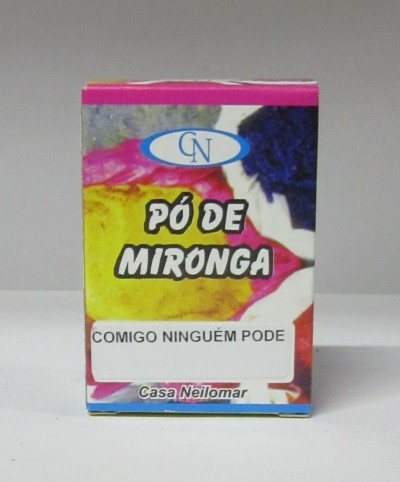 CN
PÓ DE
MIRONGA
COMIGO NINGUÉM PODE
Casa Neilomar